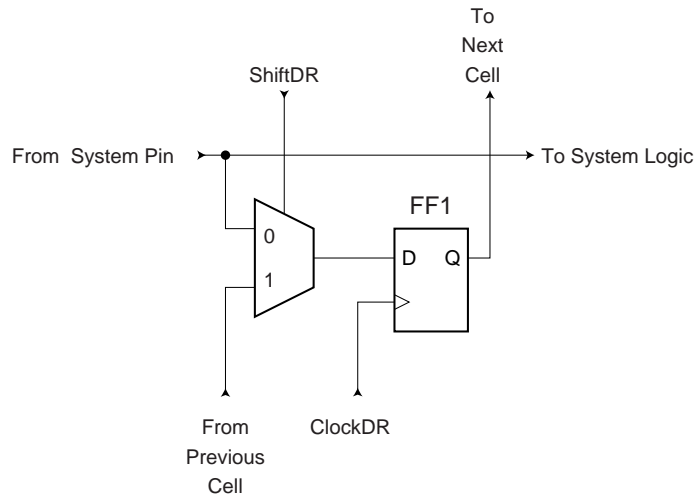 To
Next
Cell
ShiftDR
From System Pin
To System Logic
FF1
0
D Q
1
From
Previous
Cell
ClockDR